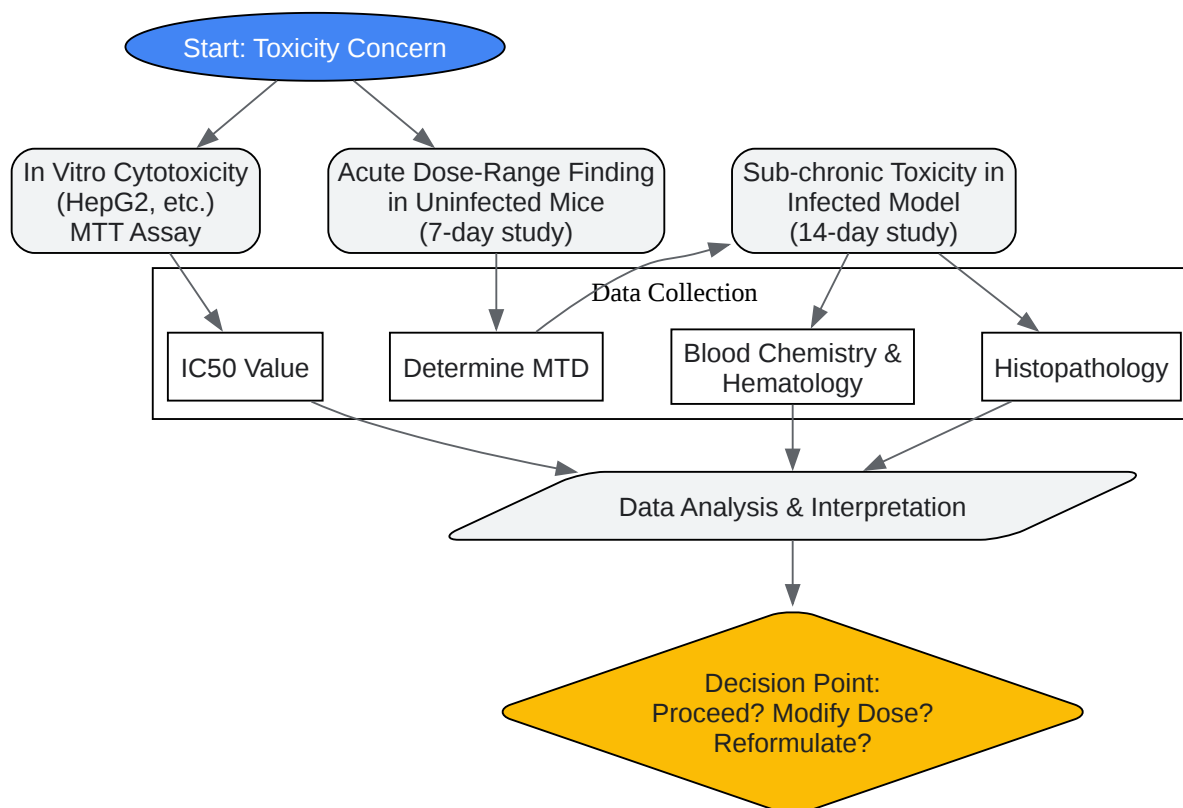 Start: Toxicity Concern
In Vitro Cytotoxicity
(HepG2, etc.)
MTT Assay
Acute Dose-Range Finding
in Uninfected Mice
(7-day study)
Sub-chronic Toxicity in
Infected Model
(14-day study)
Data Collection
IC50 Value
Determine MTD
Blood Chemistry &
Hematology
Histopathology
Data Analysis & Interpretation
Decision Point:
Proceed? Modify Dose?
Reformulate?